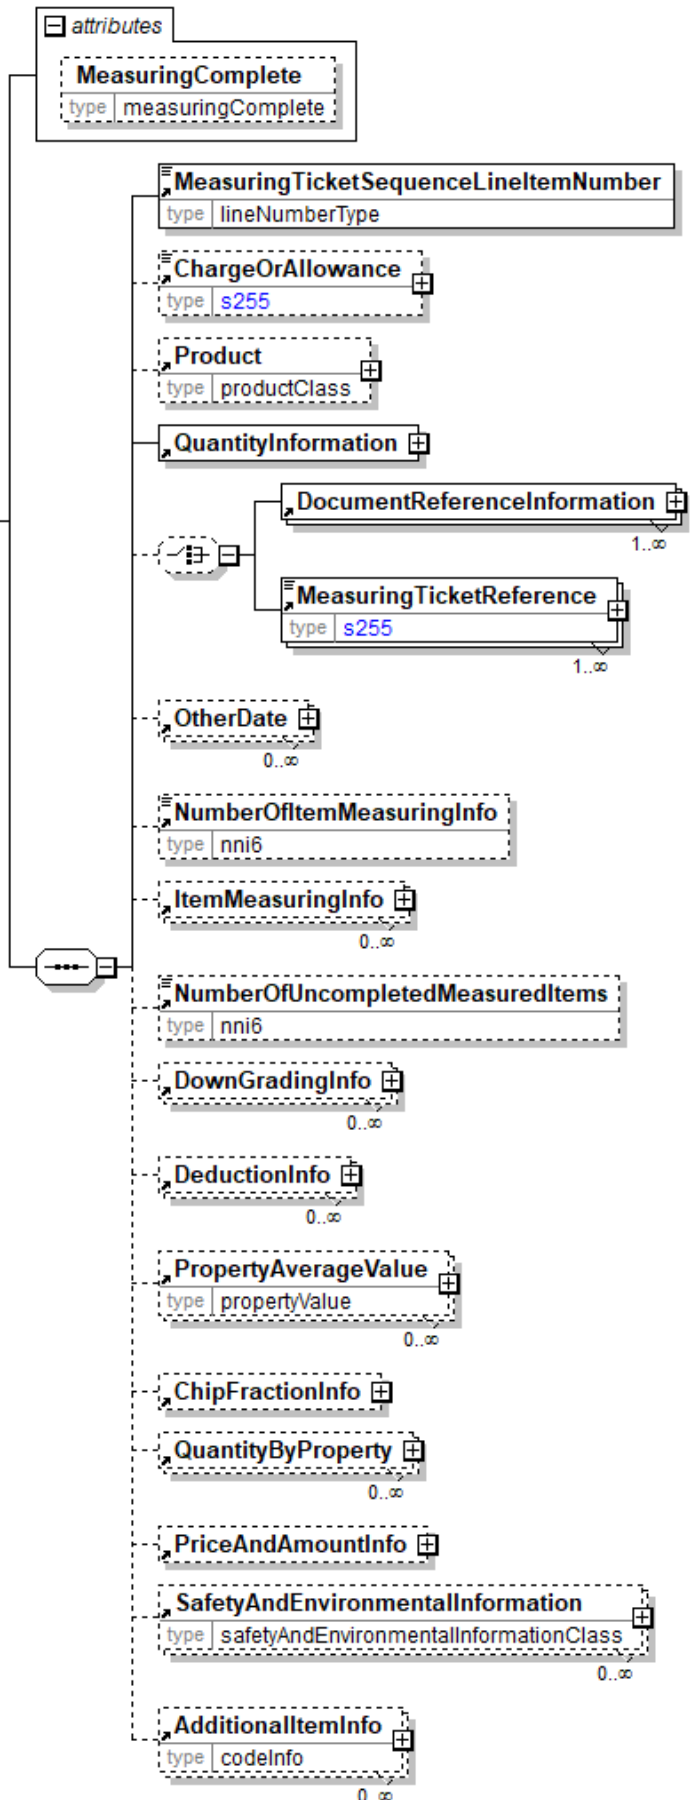 attributes
MeasuringComplete
type measuringComplete
MeasuringTicketSequenceLineItemNumber
type lineNumberType
ChargeOrAllowance
type s255
Product
type productClass
QuantityInformation
DocumentReferenceInformation
1..∞
MeasuringTicketReference
type s255
1..∞
OtherDate
0..∞
NumberOfItemMeasuringInfo
type nni6
ItemMeasuringInfo
0..∞
NumberOfUncompletedMeasuredItems
type nni6
DownGradingInfo
0..∞
DeductionInfo
0..∞
PropertyAverageValue
type propertyValue
0..∞
ChipFractionInfo
QuantityByProperty
0..∞
PriceAndAmountInfo
SafetyAndEnvironmentalInformation
type safetyAndEnvironmentalInformationClass
0..∞
AdditionalItemInfo
type codeInfo
0..∞